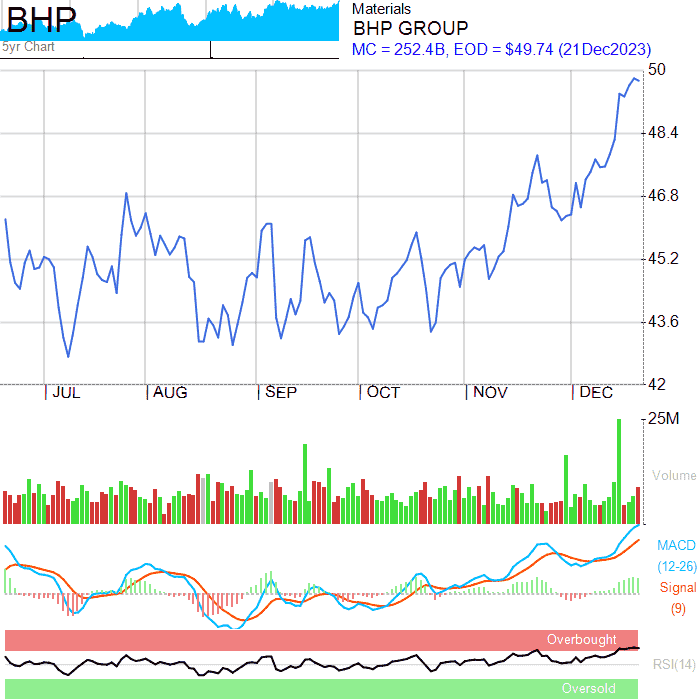 BHP
5yr Chart
Materials
BHP GROUP
MC = 252.4B, EOD = $49.74 (21Dec2023)
50
48.4
46.8
45.2
43.6
42
JUL AUG SEP OCT NOV DEC
25M
Volume
MACD
(12-26)
Signal
(9)
Overbought
RSI(14)
Oversold